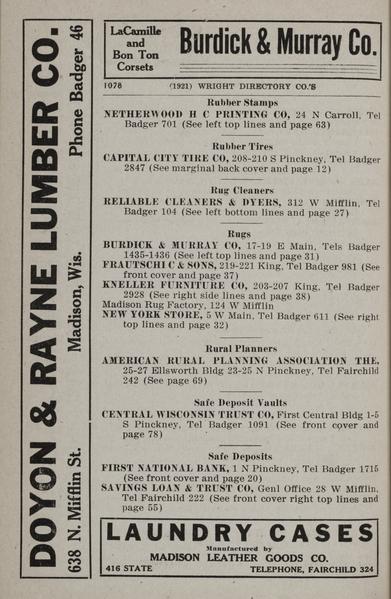 DOYON & RAYNE LUMBER CO.
638 N. Mifflin St. Madison, Wis. Phone Badger 46
LaCamille
and
Bon Ton
Corsets
Burdick & Murray Co.
1078 (1921) WRIGHT DIRECTORY CO.'S
Rubber Stamps
NETHERWOOD H C PRINTING CO, 24 N Carroll, Tel
Badger 701 (See left top lines and page 63)
Rubber Tires
CAPITAL CITY TIRE CO, 208-210 S Pinckney, Tel Badger
2847 (See marginal back cover and page 12)
Rug Cleaners
RELIABLE CLEANERS & DYERS, 312 W Mifflin, Tel
Badger 104 (See left bottom lines and page 27)
Rugs
BURDICK & MURRAY CO, 17-19 E Main, Tels Badger
1435-1436 (See left top lines and page 31)
FRAUTSCHI C & SONS, 219-221 King, Tel Badger 981 (See
front cover and page 37)
KNELLER FURNITURE CO, 203-207 King, Tel Badger
2928 (See right side lines and page 38)
Madison Rug Factory, 124 W Mifflin
NEW YORK STORE, 5 W Main, Tel Badger 611 (See right
top lines and page 32)
Rural Planners
AMERICAN RURAL PLANNING ASSOCIATION THE,
25-27 Ellsworth Bldg 23-25 N Pinckney, Tel Fairchild
242 (See page 69)
Safe Deposit Vaults
CENTRAL WISCONSIN TRUST CO, First Central Bldg 1-5
S Pinckney, Tel Badger 1091 (See front cover and
page 78)
Safe Deposits
FIRST NATIONAL BANK, 1 N Pinckney, Tel Badger 1715
(See front cover and page 20)
SAVINGS LOAN & TRUST CO, Genl Office 28 W Mifflin,
Tel Fairchild 222 (See front cover right top lines and
page 55)
LAUNDRY CASES
Manufactured by
MADISON LEATHER GOODS CO.
416 STATE TELEPHONE, FAIRCHILD 324